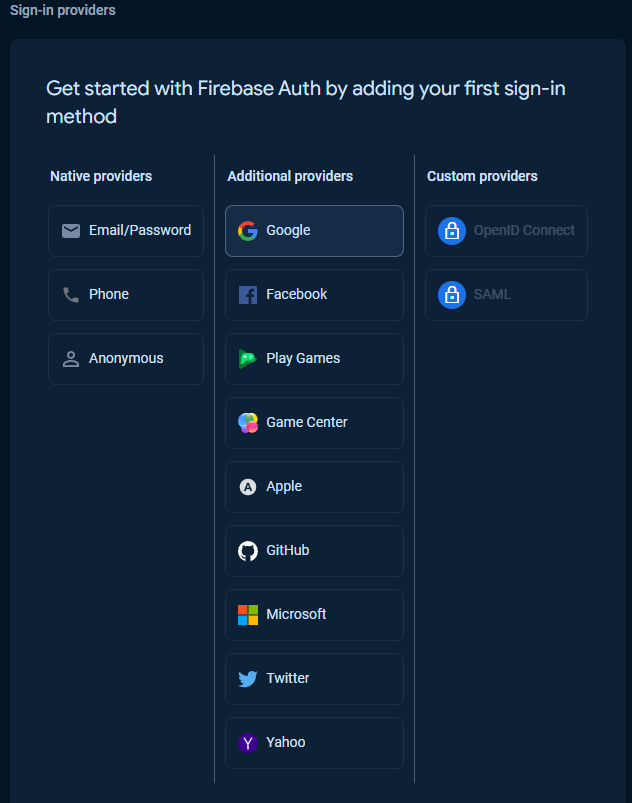 Sign-in providers
Get started with Firebase Auth by adding your first sign-in
method
Native providers
Email/Password
Phone
Anonymous
Additional providers
Google
Facebook
Play Games
Game Center
Apple
GitHub
Microsoft
Twitter
Yahoo
Custom providers
OpenID Connect
SAML